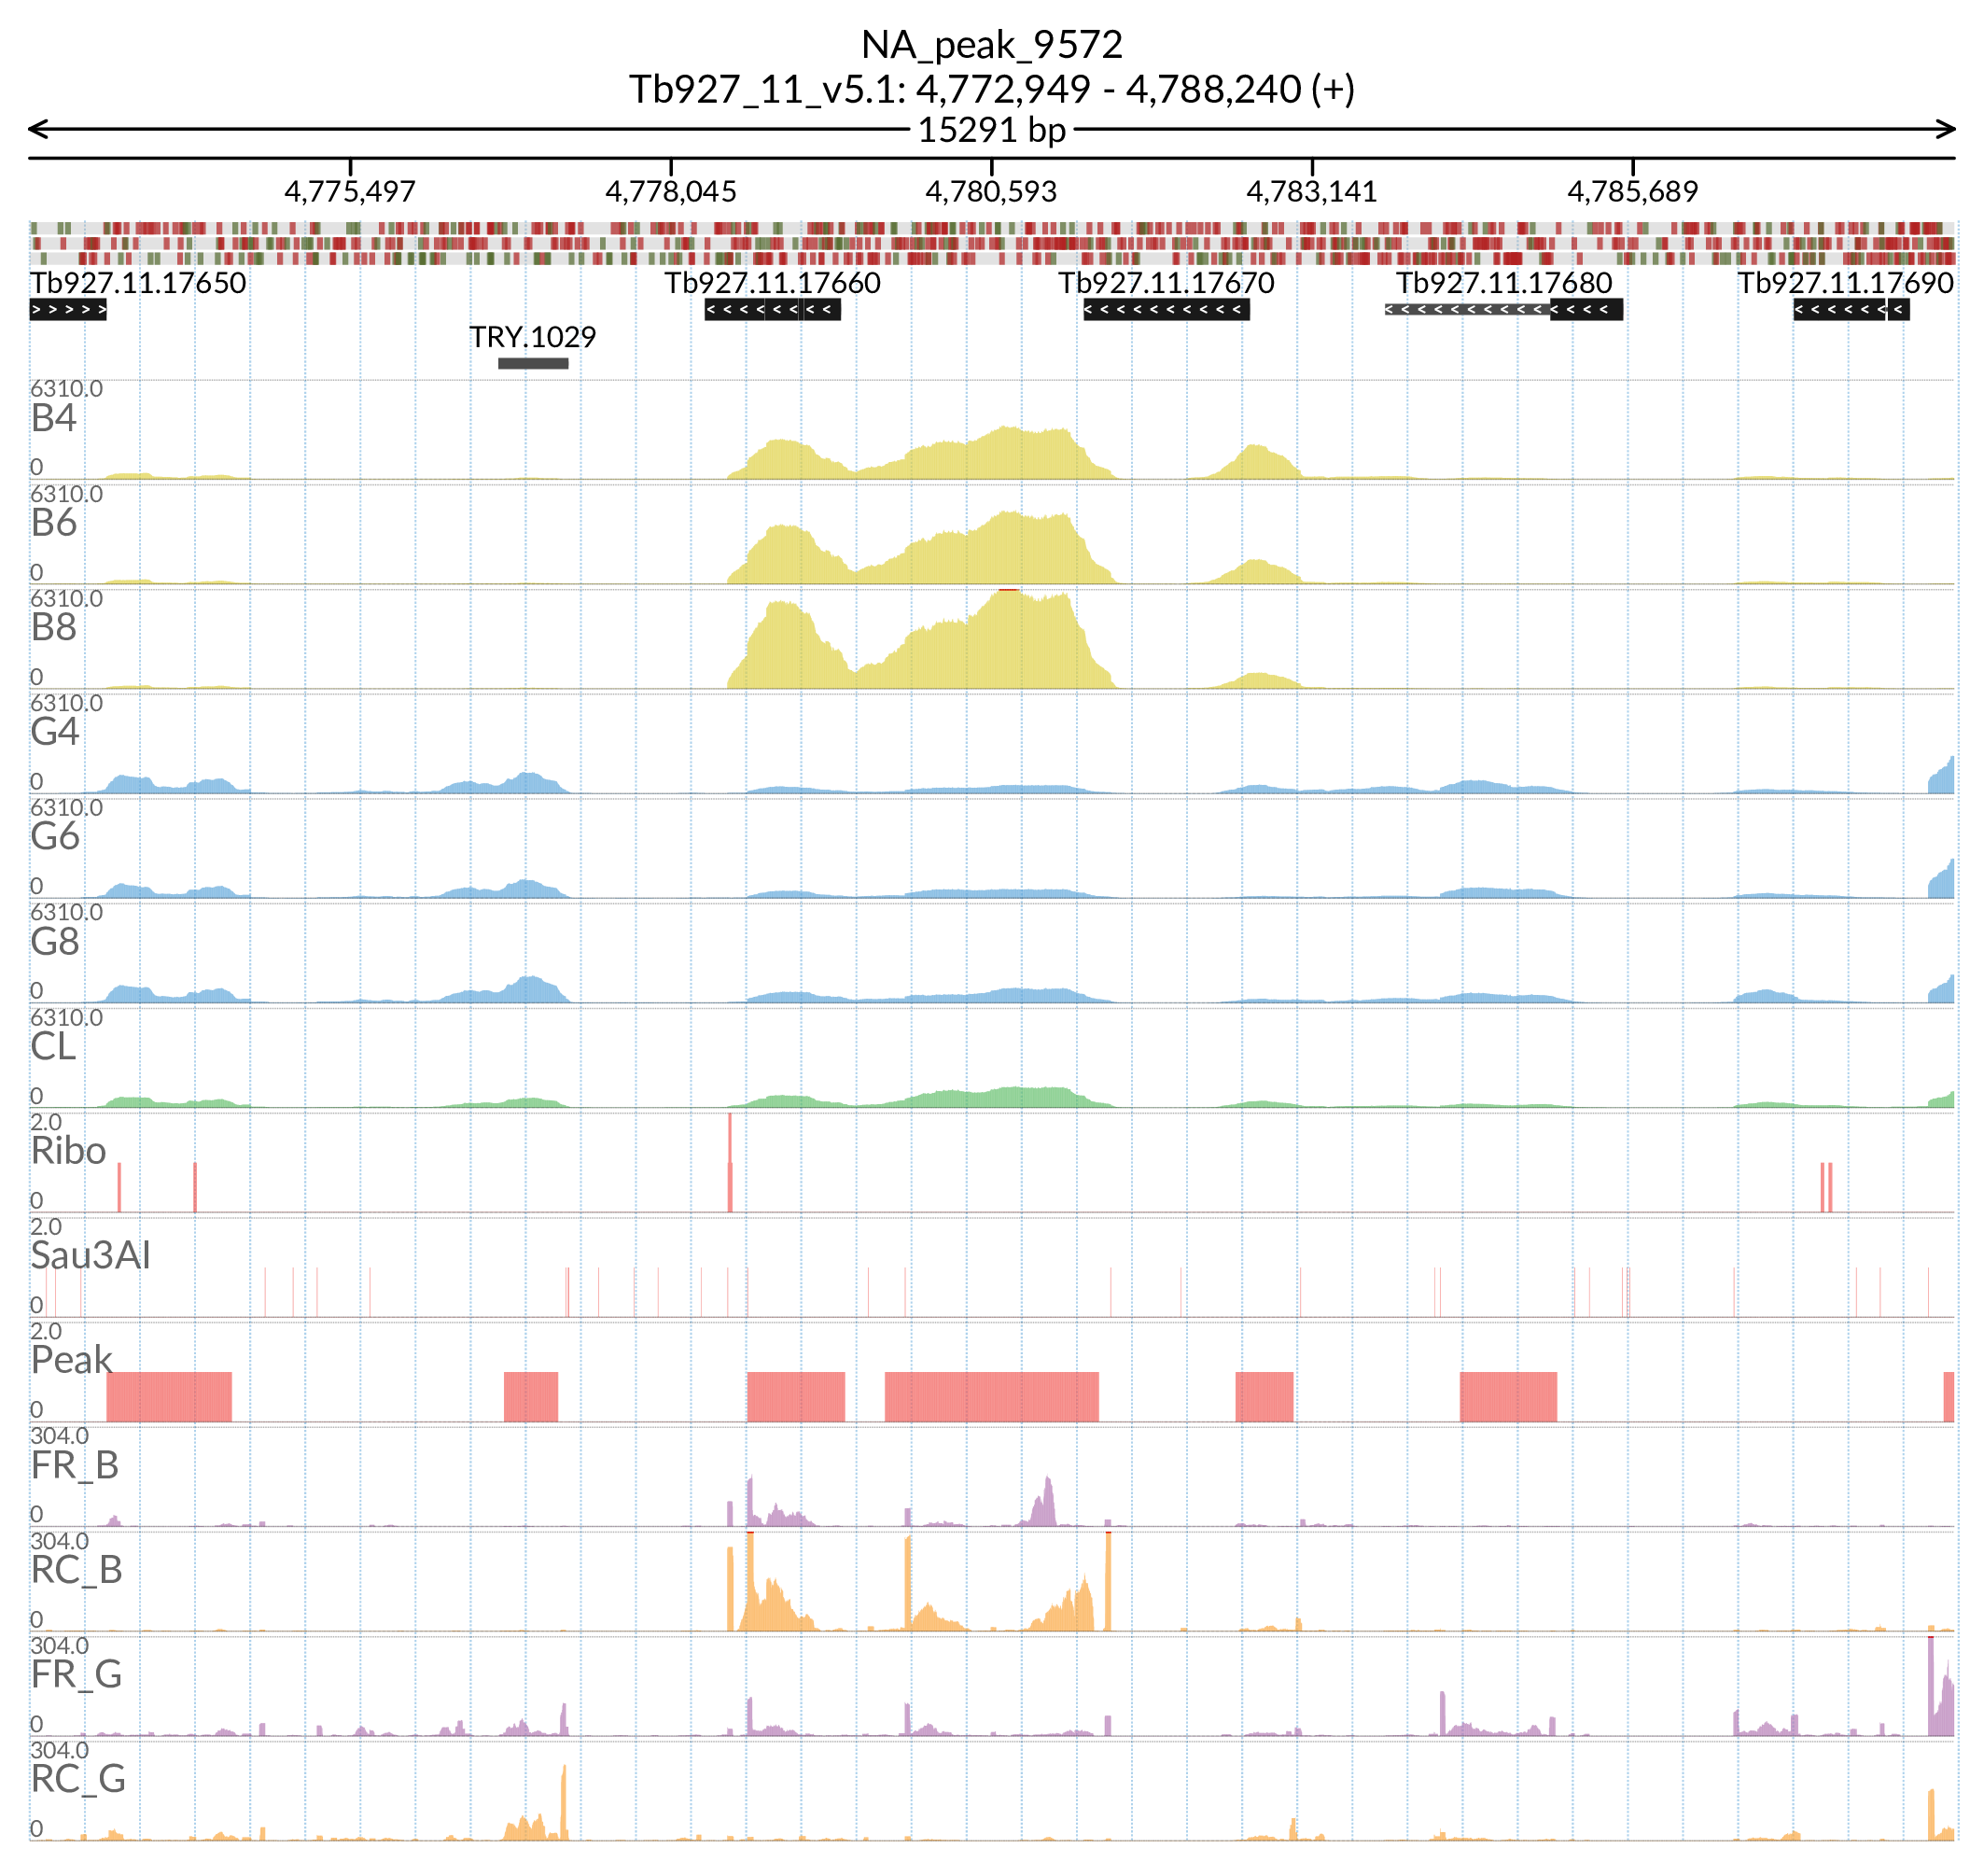 NA_peak_9572
Tb927_11_v5.1: 4,772,949 - 4,788,240 (+)
15291 bp
4,775,497 4,778,045 4,780,593 4,783,141 4,785,689
Tb927.11.17650 Tb927.11.17660 Tb927.11.17670 Tb927.11.17680 Tb927.11.17690
TRY.1029
6310.0
B4
0
6310.0
B6
0
6310.0
B8
0
6310.0
G4
0
6310.0
G6
0
6310.0
G8
0
6310.0
CL
0
2.0
Ribo
0
2.0
Sau3AI
0
2.0
Peak
0
304.0
FR_B
0
304.0
RC_B
0
304.0
FR_G
0
304.0
RC_G
0